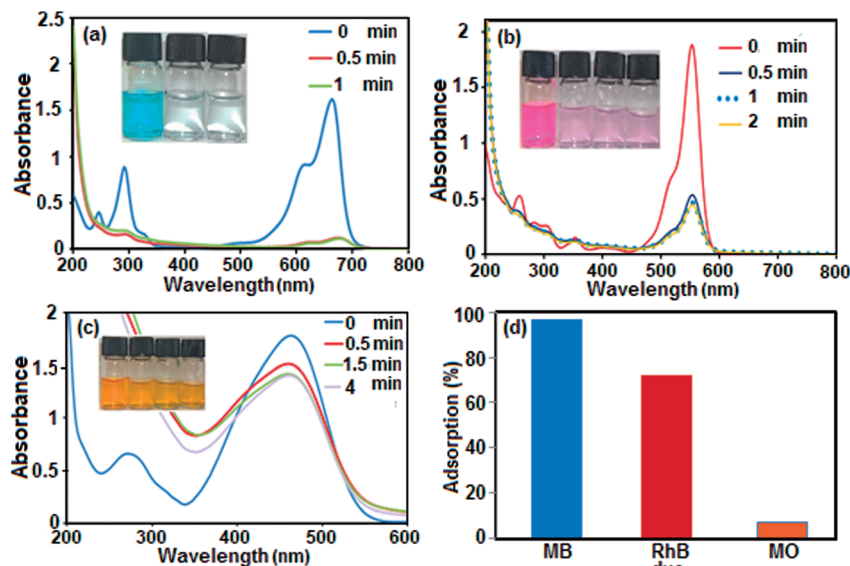 (a)
0 min
0.5 min
1 min
Absorbance
2.5
2
1.5
1
0.5
0
200 300 400 500 600 700 800
Wavelength (nm)
(b)
0 min
0.5 min
1 min
2 min
Absorbance
2
1.5
1
0.5
0
200 300 400 500 600 700 800
Wavelength (nm)
(c)
0 min
0.5 min
1.5 min
4 min
Absorbance
2
1.5
1
0.5
0
200 300 400 500 600
Wavelength (nm)
(d)
Adsorption (%)
100
80
60
40
20
0
MB RhB MO